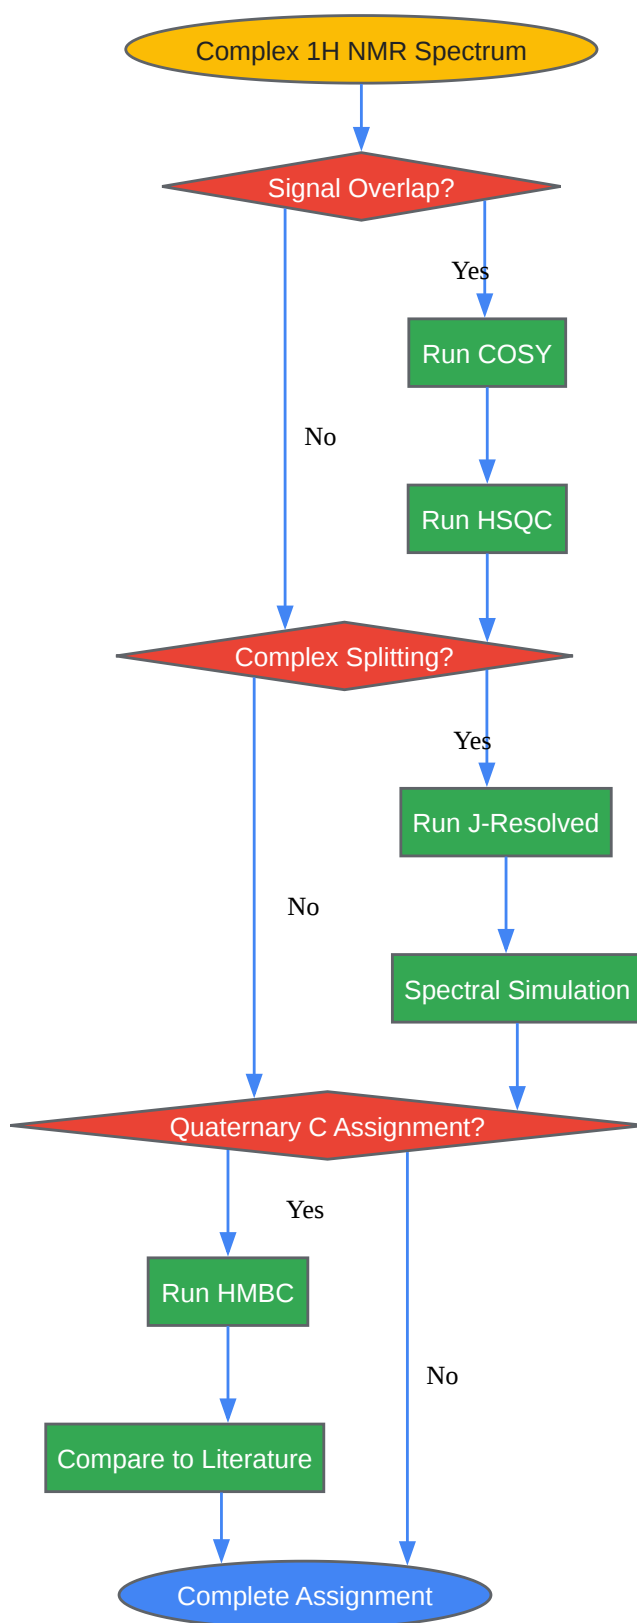 Complex 1H NMR Spectrum
Signal Overlap?
Yes
Run COSY
No
Run HSQC
Complex Splitting?
Yes
Run J-Resolved
No
Spectral Simulation
Quaternary C Assignment?
Yes
Run HMBC
No
Compare to Literature
Complete Assignment